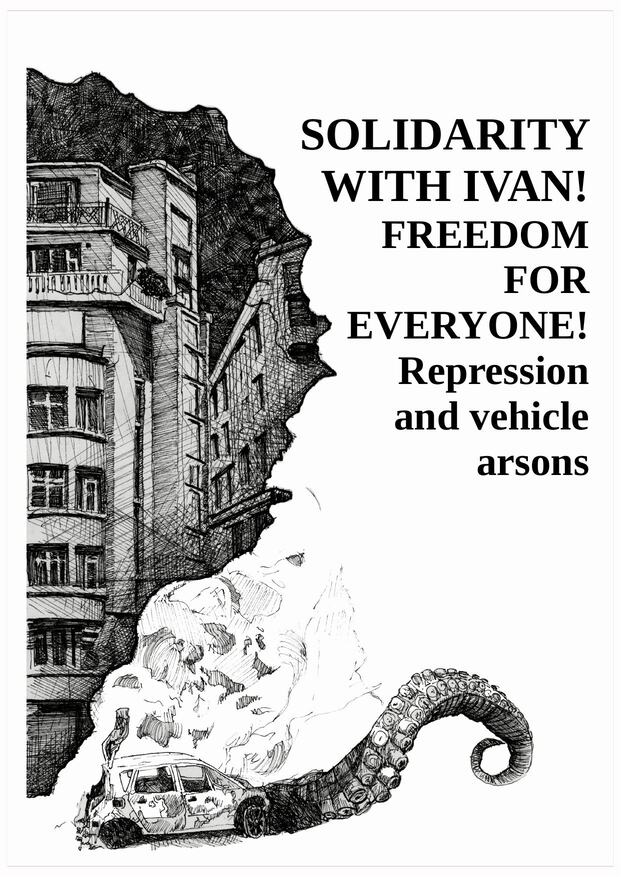 SOLIDARITY
WITH IVAN!
FREEDOM
FOR
EVERYONE!
Repression
and vehicle
arsons